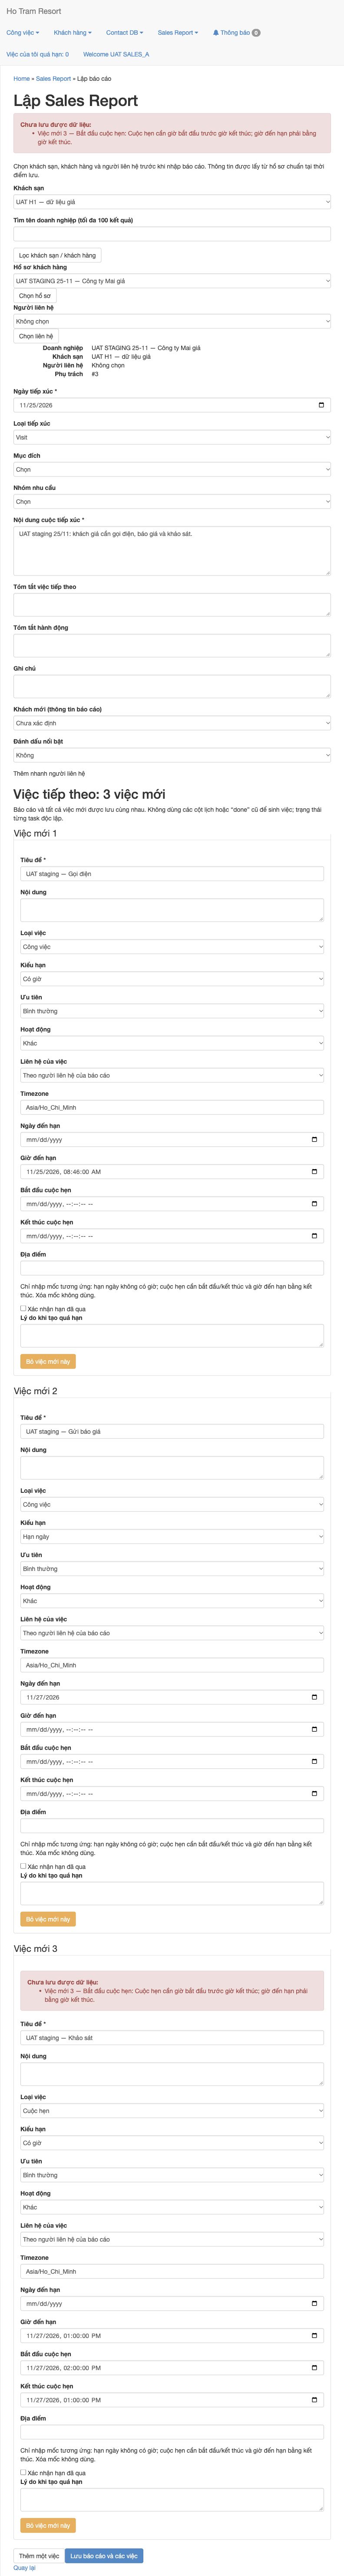 Ho Tram Resort
Công việc
Khách hàng
Contact DB
Sales Report
Thông báo 0
Việc của tôi quá hạn: 0
Welcome UAT SALES_A
Home » Sales Report » Lập báo cáo
Lập Sales Report
Chưa lưu được dữ liệu:
• Việc mới 3 — Bắt đầu cuộc hẹn: Cuộc hẹn cần giờ bắt đầu trước giờ kết thúc; giờ đến hạn phải bằng
giờ kết thúc.
Chọn khách sạn, khách hàng và người liên hệ trước khi nhập báo cáo. Thông tin được lấy từ hồ sơ chuẩn tại thời
điểm lưu.
Khách sạn
UAT H1 — dữ liệu giả
Tìm tên doanh nghiệp (tối đa 100 kết quả)
Lọc khách sạn / khách hàng
Hồ sơ khách hàng
UAT STAGING 25-11 — Công ty Mai giả
Chọn hồ sơ
Người liên hệ
Không chọn
Chọn liên hệ
Doanh nghiệp UAT STAGING 25-11 — Công ty Mai giả
Khách sạn UAT H1 — dữ liệu giả
Người liên hệ Không chọn
Phụ trách #3
Ngày tiếp xúc *
11/25/2026
Loại tiếp xúc
Visit
Mục đích
Chọn
Nhóm nhu cầu
Chọn
Nội dung cuộc tiếp xúc *
UAT staging 25/11: khách giả cần gọi điện, báo giá và khảo sát.
Tóm tắt việc tiếp theo
Tóm tắt hành động
Ghi chú
Khách mới (thông tin báo cáo)
Chưa xác định
Đánh dấu nổi bật
Không
Thêm nhanh người liên hệ
Việc tiếp theo: 3 việc mới
Báo cáo và tất cả việc mới được lưu cùng nhau. Không dùng các cột lịch hoặc “done” cũ để sinh việc; trạng thái
từng task độc lập.
Việc mới 1
Tiêu đề *
UAT staging — Gọi điện
Nội dung
Loại việc
Công việc
Kiểu hạn
Có giờ
Ưu tiên
Bình thường
Hoạt động
Khác
Liên hệ của việc
Theo người liên hệ của báo cáo
Timezone
Asia/Ho_Chi_Minh
Ngày đến hạn
mm/dd/yyyy
Giờ đến hạn
11/25/2026, 08:46:00 AM
Bắt đầu cuộc hẹn
mm/dd/yyyy, --:--:-- --
Kết thúc cuộc hẹn
mm/dd/yyyy, --:--:-- --
Địa điểm
Chỉ nhập mốc tương ứng: hạn ngày không có giờ; cuộc hẹn cần bắt đầu/kết thúc và giờ đến hạn bằng kết
thúc. Xóa mốc không dùng.
Xác nhận hạn đã qua
Lý do khi tạo quá hạn
Bỏ việc mới này
Việc mới 2
Tiêu đề *
UAT staging — Gửi báo giá
Nội dung
Loại việc
Công việc
Kiểu hạn
Hạn ngày
Ưu tiên
Bình thường
Hoạt động
Khác
Liên hệ của việc
Theo người liên hệ của báo cáo
Timezone
Asia/Ho_Chi_Minh
Ngày đến hạn
11/27/2026
Giờ đến hạn
mm/dd/yyyy, --:--:-- --
Bắt đầu cuộc hẹn
mm/dd/yyyy, --:--:-- --
Kết thúc cuộc hẹn
mm/dd/yyyy, --:--:-- --
Địa điểm
Chỉ nhập mốc tương ứng: hạn ngày không có giờ; cuộc hẹn cần bắt đầu/kết thúc và giờ đến hạn bằng kết
thúc. Xóa mốc không dùng.
Xác nhận hạn đã qua
Lý do khi tạo quá hạn
Bỏ việc mới này
Việc mới 3
Chưa lưu được dữ liệu:
• Việc mới 3 — Bắt đầu cuộc hẹn: Cuộc hẹn cần giờ bắt đầu trước giờ kết thúc; giờ đến hạn phải
bằng giờ kết thúc.
Tiêu đề *
UAT staging — Khảo sát
Nội dung
Loại việc
Cuộc hẹn
Kiểu hạn
Có giờ
Ưu tiên
Bình thường
Hoạt động
Khác
Liên hệ của việc
Theo người liên hệ của báo cáo
Timezone
Asia/Ho_Chi_Minh
Ngày đến hạn
mm/dd/yyyy
Giờ đến hạn
11/27/2026, 01:00:00 PM
Bắt đầu cuộc hẹn
11/27/2026, 02:00:00 PM
Kết thúc cuộc hẹn
11/27/2026, 01:00:00 PM
Địa điểm
Chỉ nhập mốc tương ứng: hạn ngày không có giờ; cuộc hẹn cần bắt đầu/kết thúc và giờ đến hạn bằng kết
thúc. Xóa mốc không dùng.
Xác nhận hạn đã qua
Lý do khi tạo quá hạn
Bỏ việc mới này
Thêm một việc
Lưu báo cáo và các việc
Quay lại